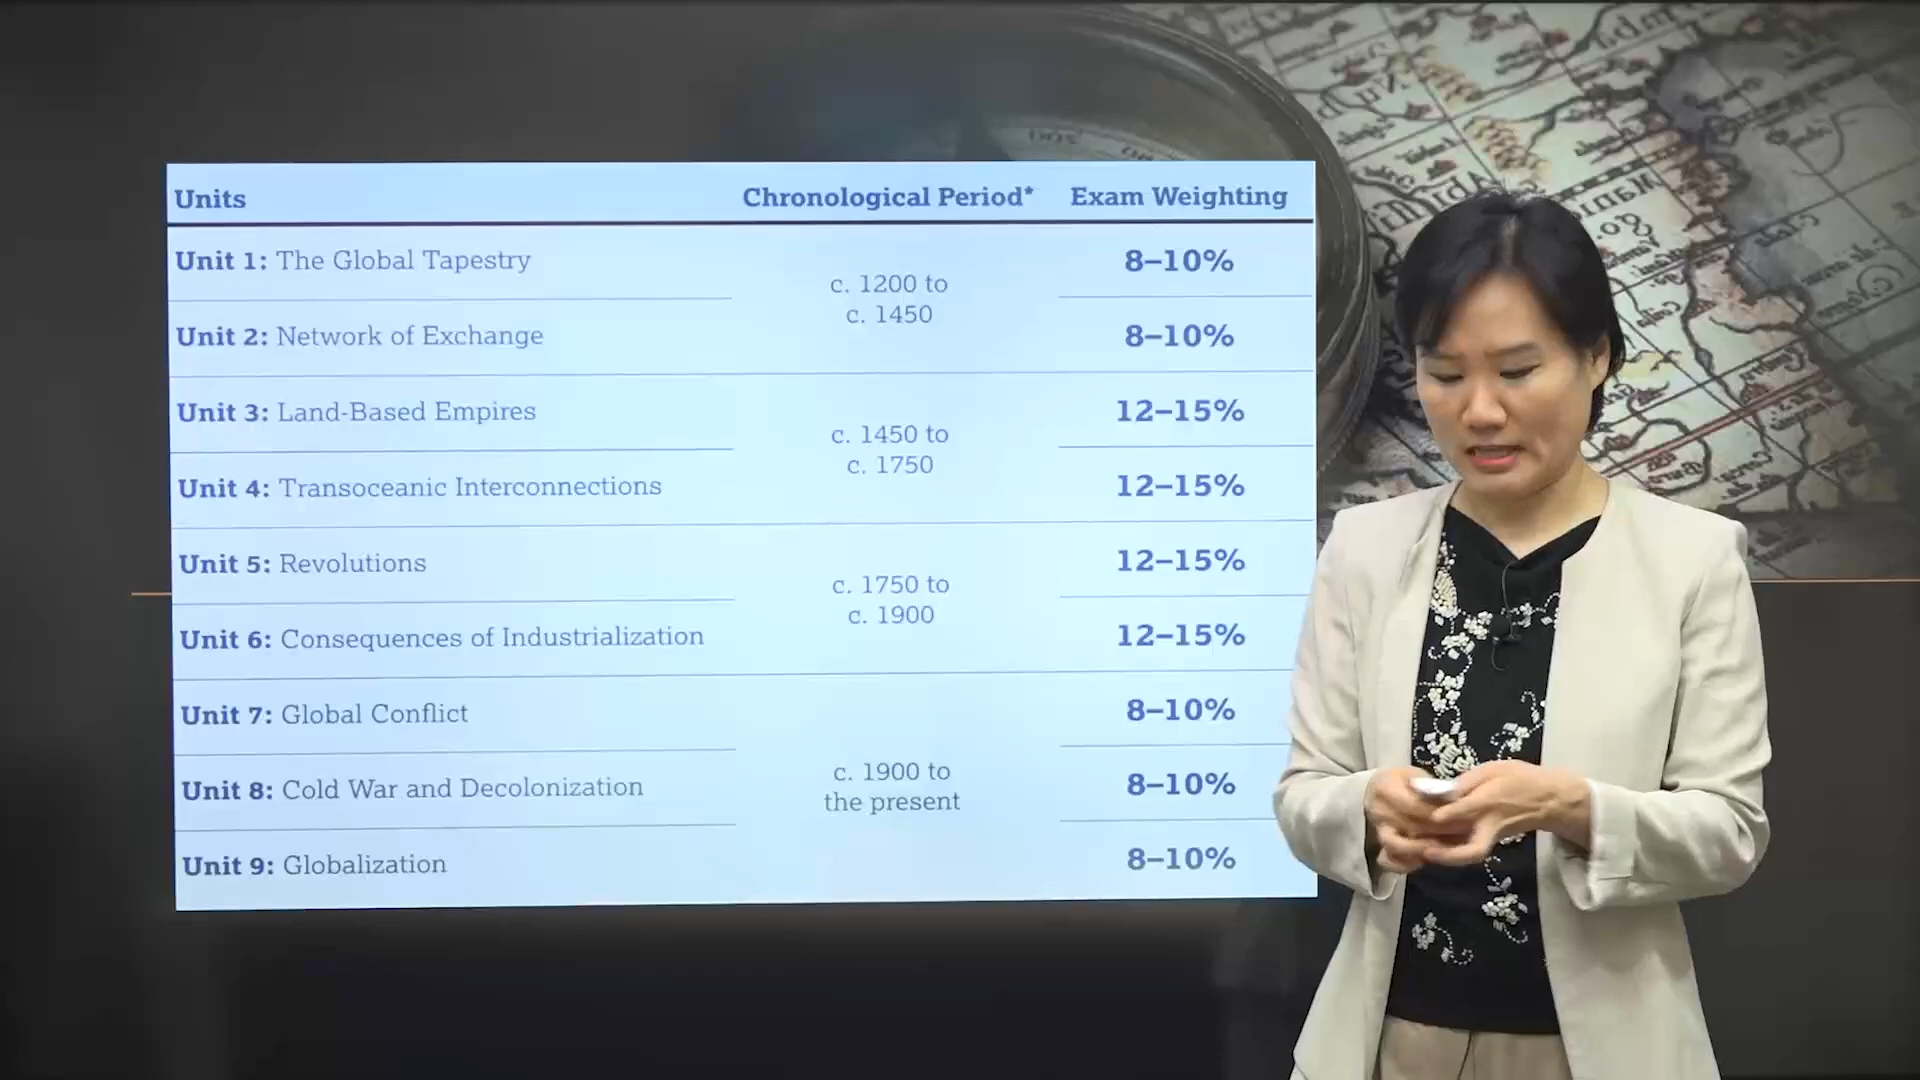 Units Chronological Period* Exam Weighting
Unit 1: The Global Tapestry 8–10%
c. 1200 to
c. 1450
Unit 2: Network of Exchange 8–10%
Unit 3: Land-Based Empires 12–15%
c. 1450 to
c. 1750
Unit 4: Transoceanic Interconnections 12–15%
Unit 5: Revolutions 12–15%
c. 1750 to
c. 1900
Unit 6: Consequences of Industrialization 12–15%
Unit 7: Global Conflict 8–10%
Unit 8: Cold War and Decolonization 8–10%
c. 1900 to
the present
Unit 9: Globalization 8–10%